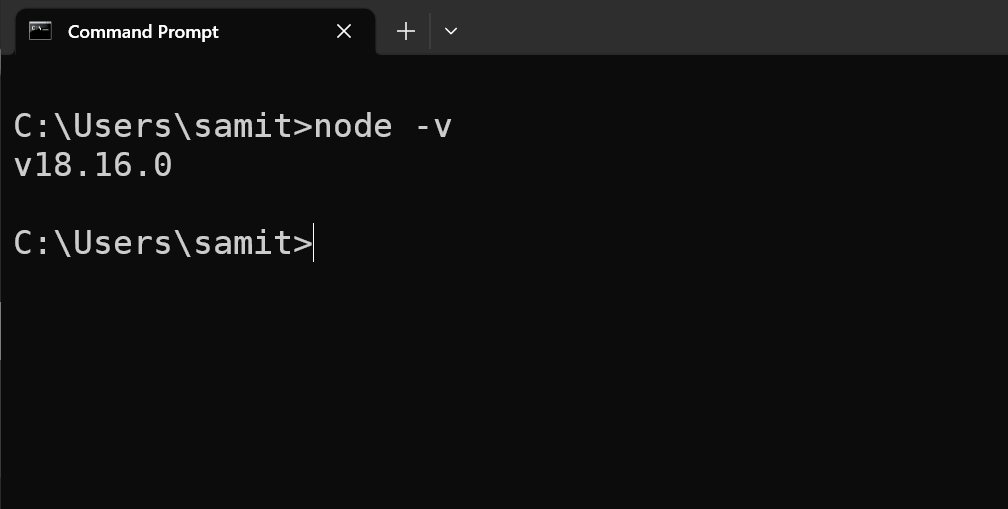 Command Prompt
C:\Users\samit>node -v
v18.16.0
C:\Users\samit>